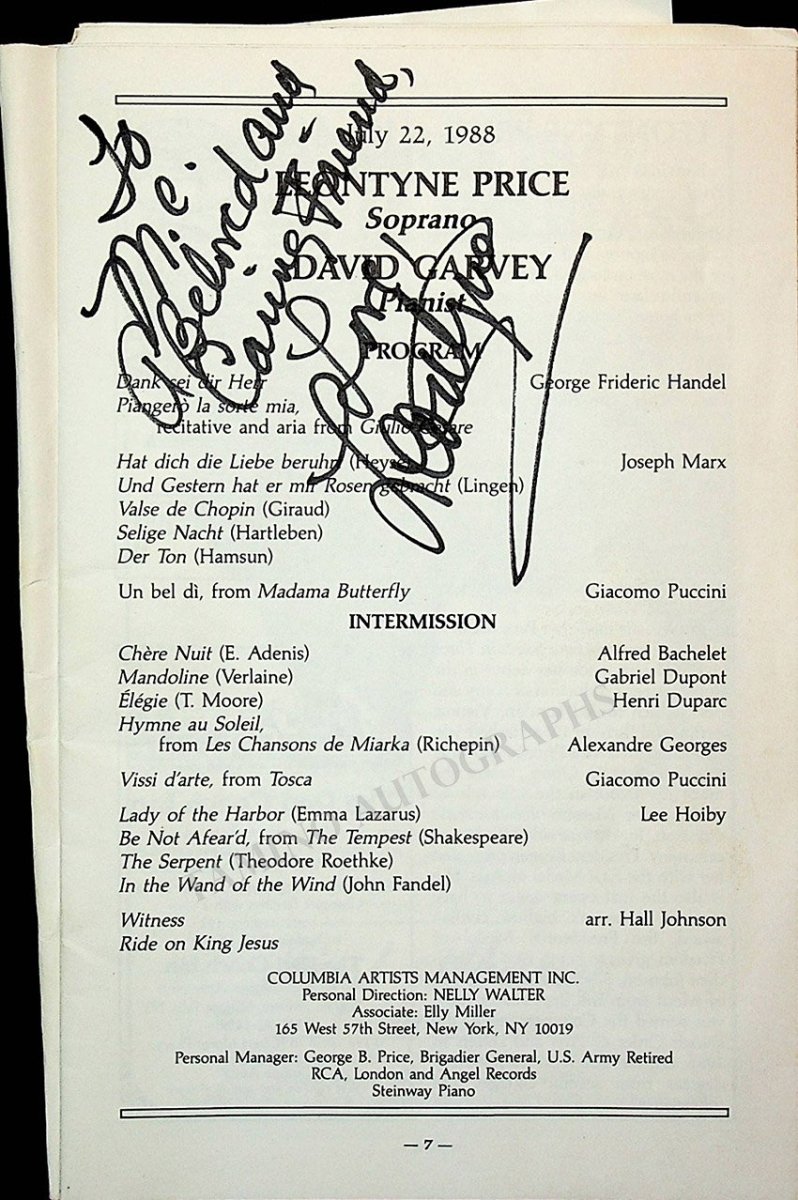 To
M.C.
Beloved and
Caring Friend,
Love!
Leontyne
July 22, 1988
LEONTYNE PRICE
Soprano
DAVID GARVEY
Pianist
PROGRAM
Dank sei dir Herr George Frideric Handel
Piangerò la sorte mia,
recitative and aria from Giulio Cesare
Hat dich die Liebe beruhrt (Heyse) Joseph Marx
Und Gestern hat er mir Rosen gebracht (Lingen)
Valse de Chopin (Giraud)
Selige Nacht (Hartleben)
Der Ton (Hamsun)
Un bel dì, from Madama Butterfly Giacomo Puccini
INTERMISSION
Chère Nuit (E. Adenis) Alfred Bachelet
Mandoline (Verlaine) Gabriel Dupont
Élégie (T. Moore) Henri Duparc
Hymne au Soleil,
from Les Chansons de Miarka (Richepin) Alexandre Georges
Vissi d'arte, from Tosca Giacomo Puccini
Lady of the Harbor (Emma Lazarus) Lee Hoiby
Be Not Afear'd, from The Tempest (Shakespeare)
The Serpent (Theodore Roethke)
In the Wand of the Wind (John Fandel)
Witness arr. Hall Johnson
Ride on King Jesus
COLUMBIA ARTISTS MANAGEMENT INC.
Personal Direction: NELLY WALTER
Associate: Elly Miller
165 West 57th Street, New York, NY 10019
Personal Manager: George B. Price, Brigadier General, U.S. Army Retired
RCA, London and Angel Records
Steinway Piano
— 7 —
TAMINO AUTOGRAPHS